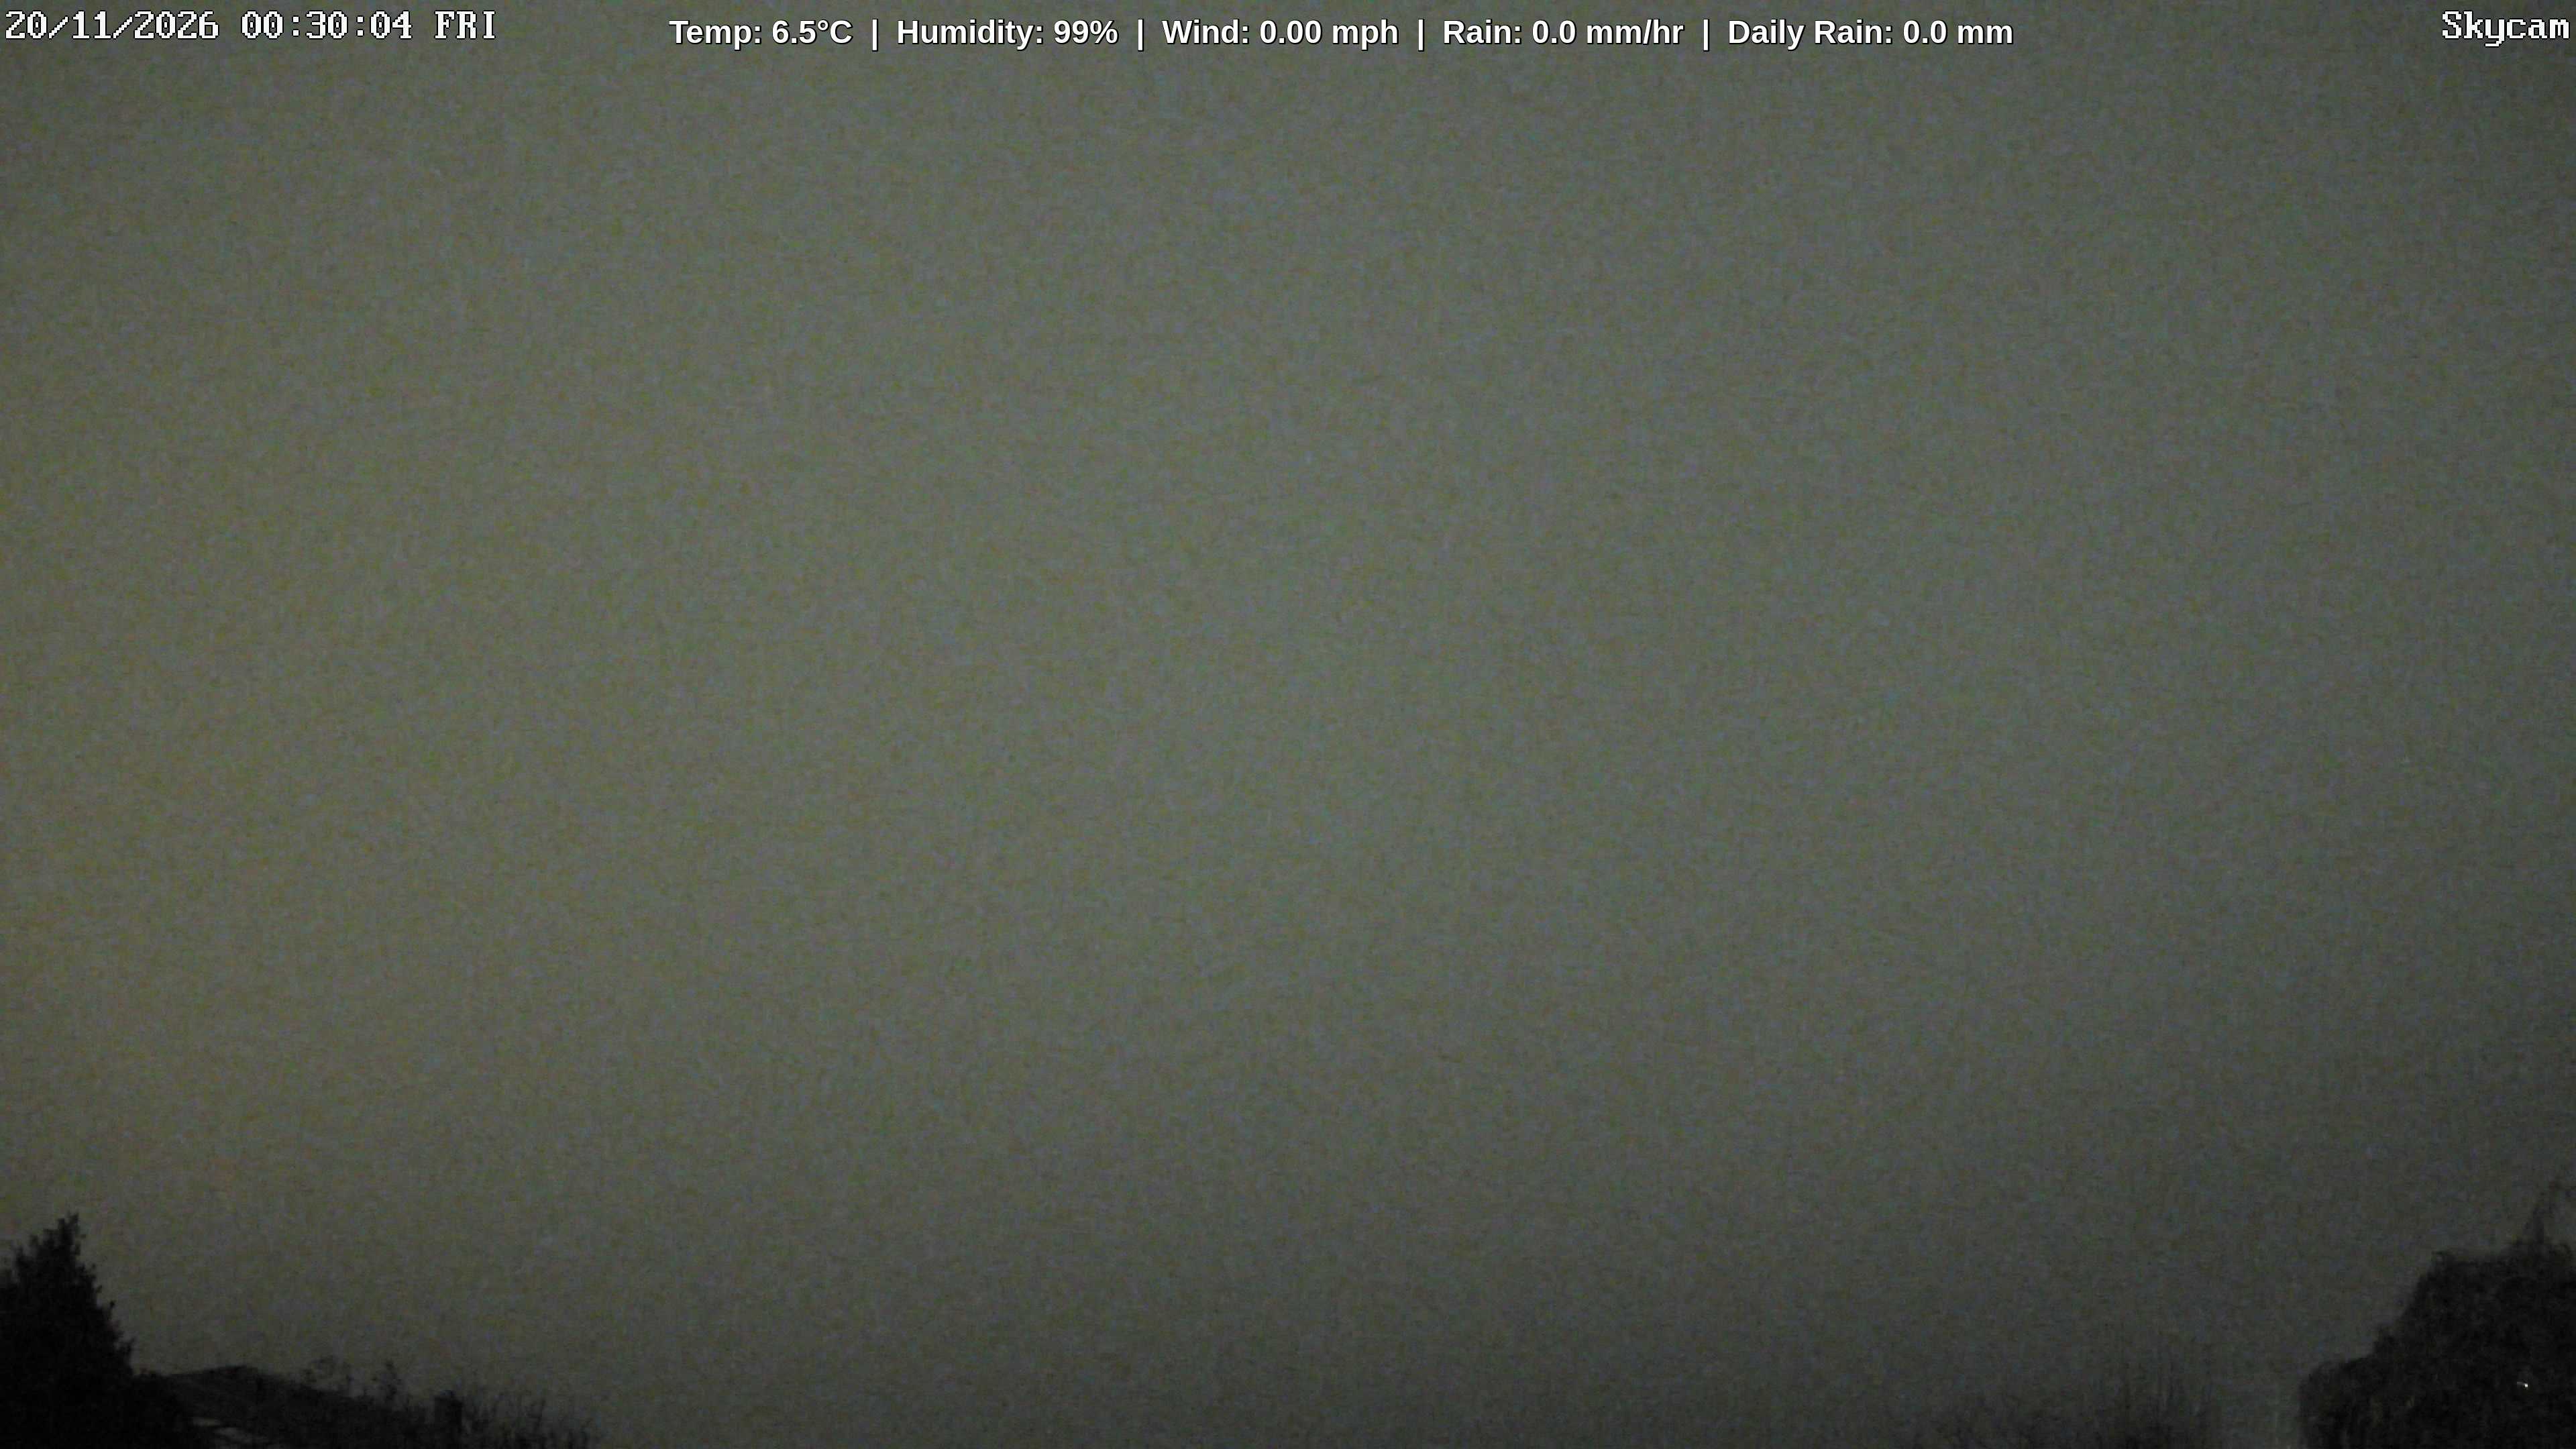 20/11/2026 00:30:04 FRI
Temp: 6.5°C | Humidity: 99% | Wind: 0.00 mph | Rain: 0.0 mm/hr | Daily Rain: 0.0 mm
Skycam